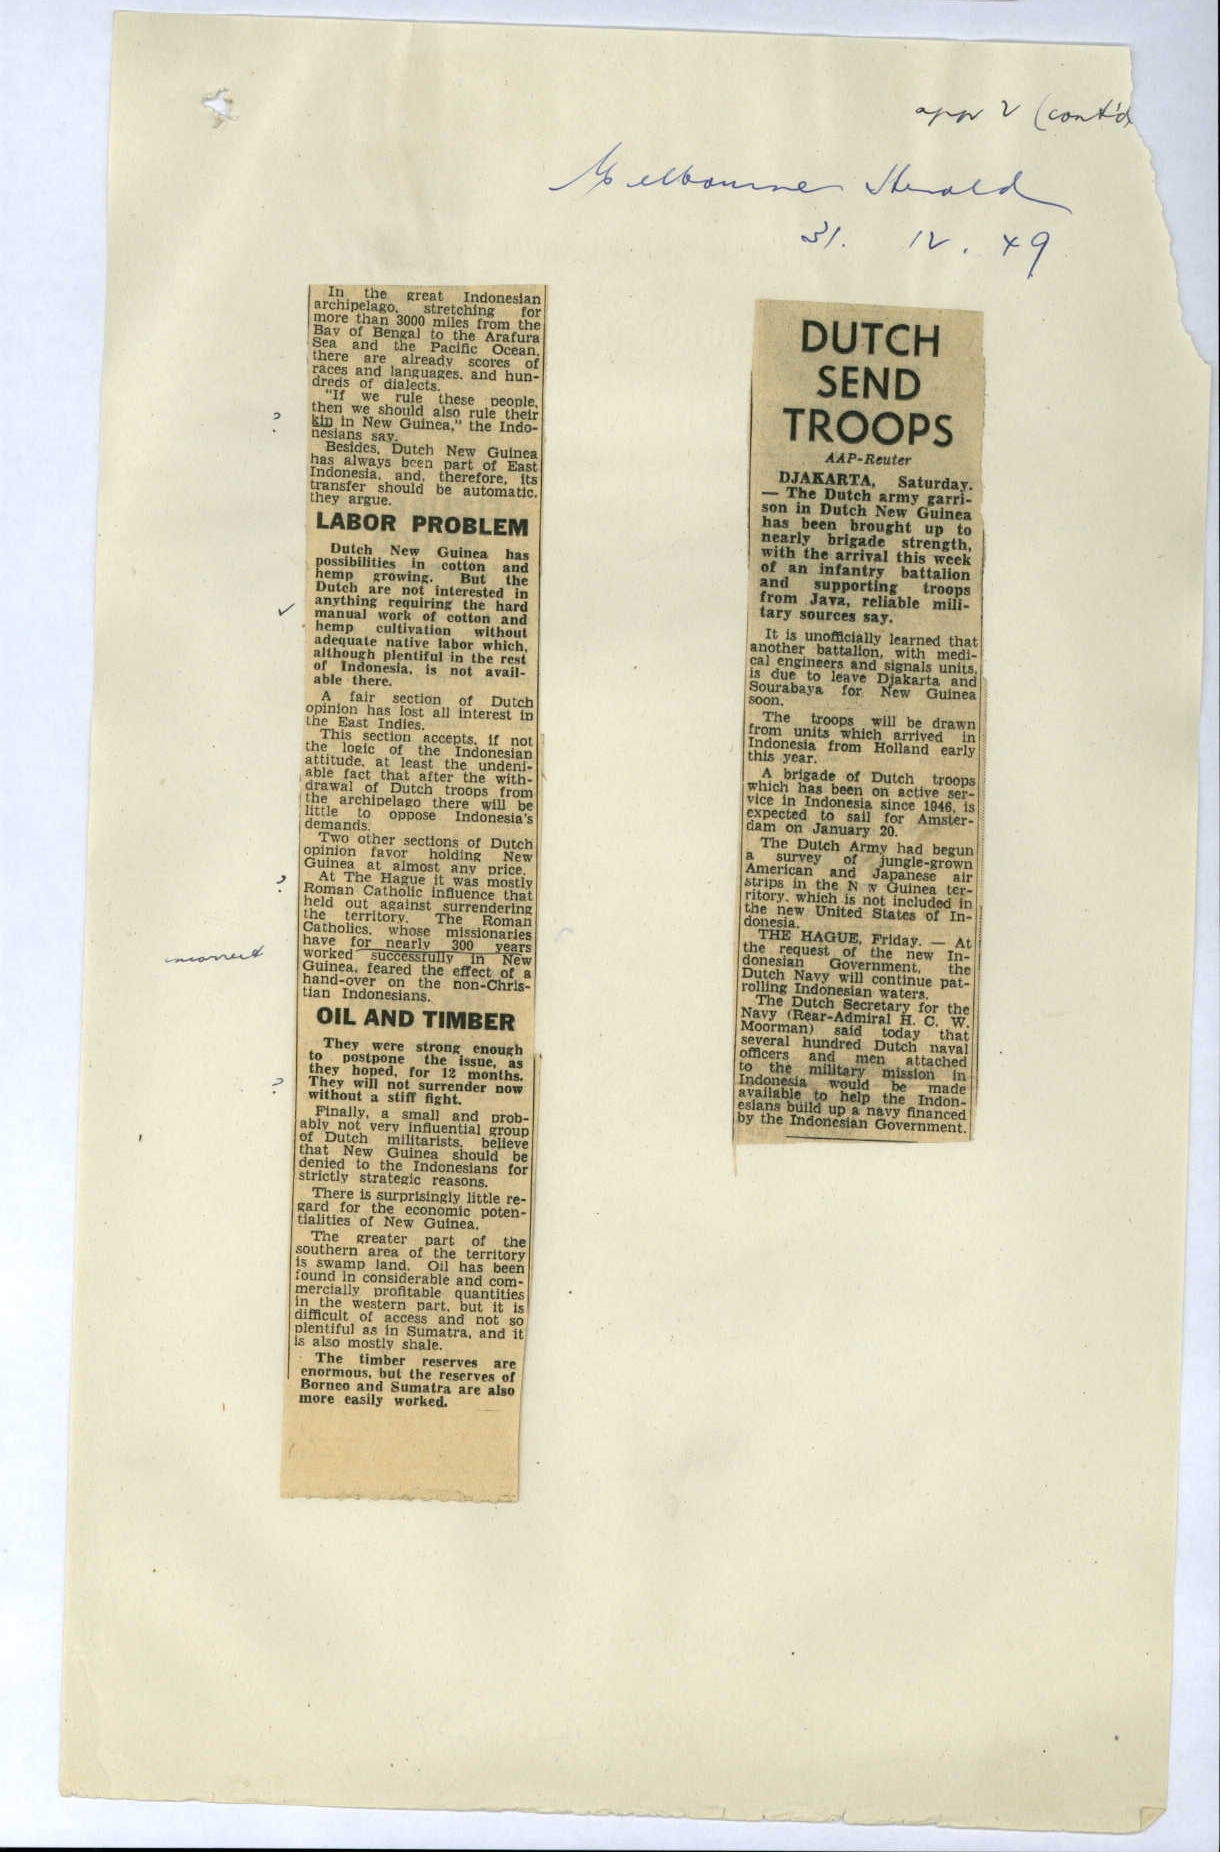 app 2 (cont'd
Melbourne Herald
31. 12. 49
In the great Indonesian
archipelago, stretching for
more than 3000 miles from the
Bay of Bengal to the Arafura
Sea and the Pacific Ocean,
there are already scores of
races and languages, and hun-
dreds of dialects.
"If we rule these people,
then we should also rule their
?
kin in New Guinea," the Indo-
nesians say.
Besides, Dutch New Guinea
has always been part of East
Indonesia, and, therefore, its
transfer should be automatic,
they argue.
LABOR PROBLEM
Dutch New Guinea has
possibilities in cotton and
hemp growing. But the
Dutch are not interested in
anything requiring the hard
✓
manual work of cotton and
hemp cultivation without
adequate native labor which,
although plentiful in the rest
of Indonesia, is not avail-
able there.
A fair section of Dutch
opinion has lost all interest in
the East Indies.
This section accepts, if not
the logic of the Indonesian
attitude, at least the undeni-
able fact that after the with-
drawal of Dutch troops from
the archipelago there will be
little to oppose Indonesia's
demands.
Two other sections of Dutch
opinion favor holding New
Guinea at almost any price.
At The Hague it was mostly
?
Roman Catholic influence that
held out against surrendering
the territory. The Roman
Catholics, whose missionaries
have for nearly 300 years
incorrect
worked successfully in New
Guinea, feared the effect of a
hand-over on the non-Chris-
tian Indonesians.
OIL AND TIMBER
They were strong enough
to postpone the issue, as
they hoped, for 12 months.
?
They will not surrender now
without a stiff fight.
Finally, a small and prob-
ably not very influential group
of Dutch militarists, believe
that New Guinea should be
denied to the Indonesians for
strictly strategic reasons.
There is surprisingly little re-
gard for the economic poten-
tialities of New Guinea.
The greater part of the
southern area of the territory
is swamp land. Oil has been
found in considerable and com-
mercially profitable quantities
in the western part, but it is
difficult of access and not so
plentiful as in Sumatra, and it
is also mostly shale.
The timber reserves are
enormous, but the reserves of
Borneo and Sumatra are also
more easily worked.
DUTCH
SEND
TROOPS
AAP-Reuter
DJAKARTA, Saturday.
— The Dutch army garri-
son in Dutch New Guinea
has been brought up to
nearly brigade strength,
with the arrival this week
of an infantry battalion
and supporting troops
from Java, reliable mili-
tary sources say.
It is unofficially learned that
another battalion, with medi-
cal engineers and signals units,
is due to leave Djakarta and
Sourabaya for New Guinea
soon.
The troops will be drawn
from units which arrived in
Indonesia from Holland early
this year.
A brigade of Dutch troops
which has been on active ser-
vice in Indonesia since 1946, is
expected to sail for Amster-
dam on January 20.
The Dutch Army had begun
a survey of jungle-grown
American and Japanese air
strips in the N w Guinea ter-
ritory, which is not included in
the new United States of In-
donesia.
THE HAGUE, Friday. — At
the request of the new In-
donesian Government, the
Dutch Navy will continue pat-
rolling Indonesian waters.
The Dutch Secretary for the
Navy (Rear-Admiral H. C. W.
Moorman) said today that
several hundred Dutch naval
officers and men attached
to the military mission in
Indonesia would be made
available to help the Indon-
esians build up a navy financed
by the Indonesian Government.